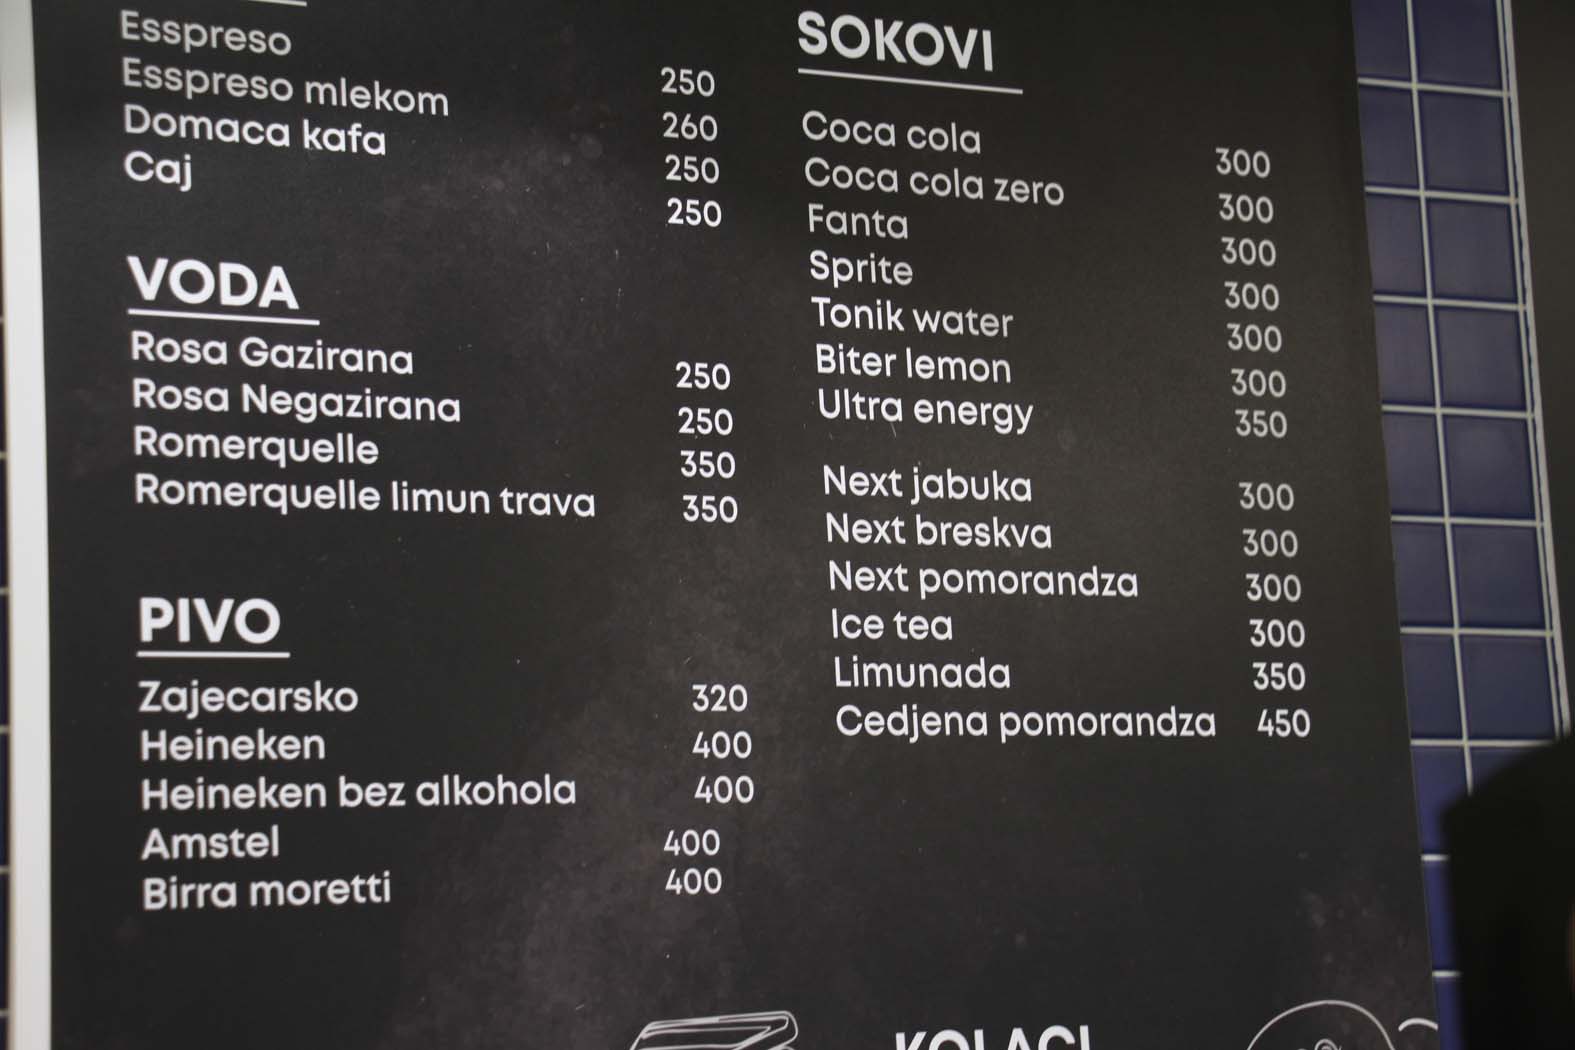 Esspreso 250
Esspreso mlekom 260
Domaca kafa 250
Caj 250
VODA
Rosa Gazirana 250
Rosa Negazirana 250
Romerquelle 350
Romerquelle limun trava 350
PIVO
Zajecarsko 320
Heineken 400
Heineken bez alkohola 400
Amstel 400
Birra moretti 400
SOKOVI
Coca cola 300
Coca cola zero 300
Fanta 300
Sprite 300
Tonik water 300
Biter lemon 300
Ultra energy 350
Next jabuka 300
Next breskva 300
Next pomorandza 300
Ice tea 300
Limunada 350
Cedjena pomorandza 450
KOLACI